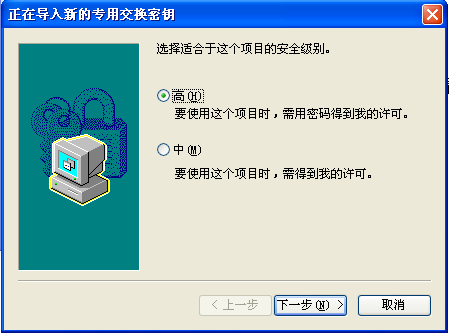 正在导入新的专用交换密钥
选择适合于这个项目的安全级别。
高(H)
要使用这个项目时，需用密码得到我的许可。
中(M)
要使用这个项目时，需得到我的许可。
< 上一步
下一步(N) >
取消